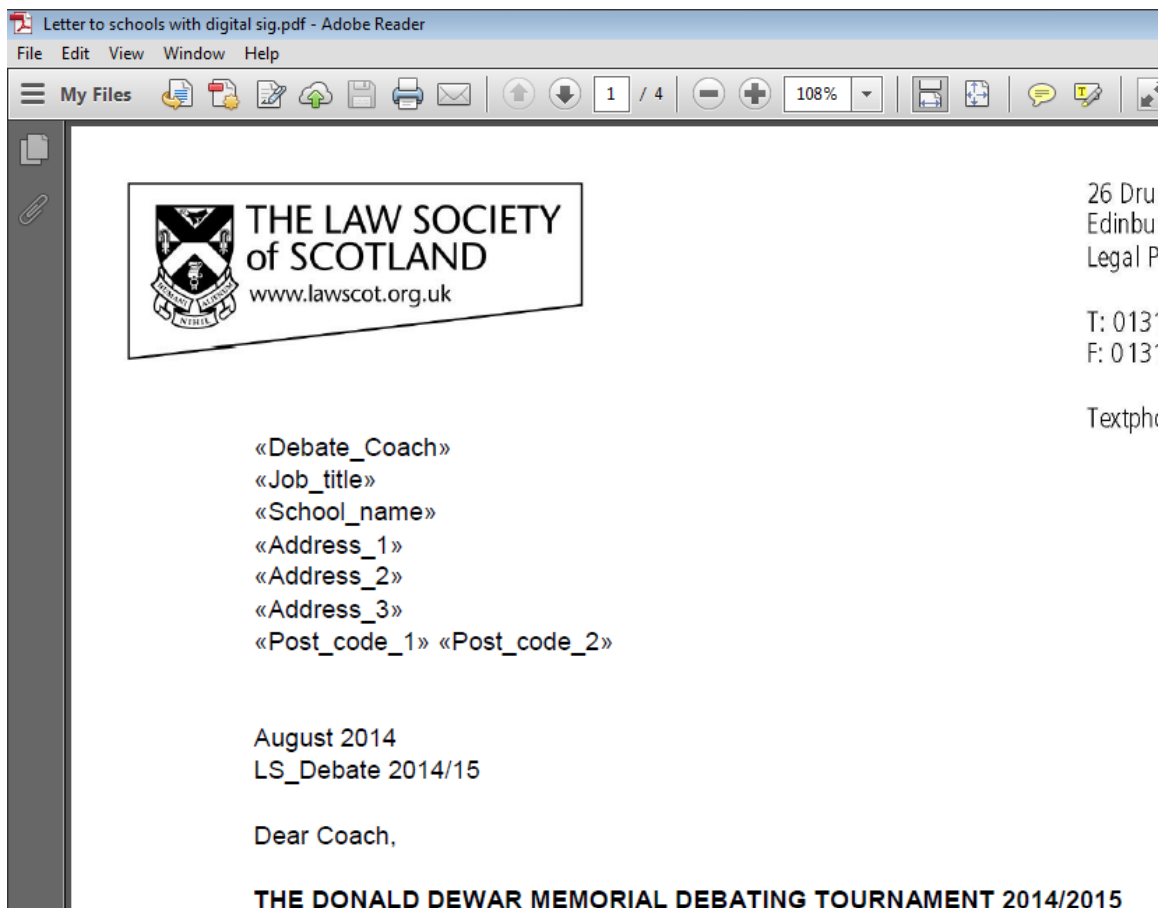 Letter to schools with digital sig.pdf - Adobe Reader
File Edit View Window Help
My Files 1 / 4 108%
THE LAW SOCIETY
of SCOTLAND
www.lawscot.org.uk
HUMANI NIHIL ALIENUM
26 Dru
Edinbu
Legal P
T: 0131
F: 0131
Textpho
«Debate_Coach»
«Job_title»
«School_name»
«Address_1»
«Address_2»
«Address_3»
«Post_code_1» «Post_code_2»
August 2014
LS_Debate 2014/15
Dear Coach,
THE DONALD DEWAR MEMORIAL DEBATING TOURNAMENT 2014/2015